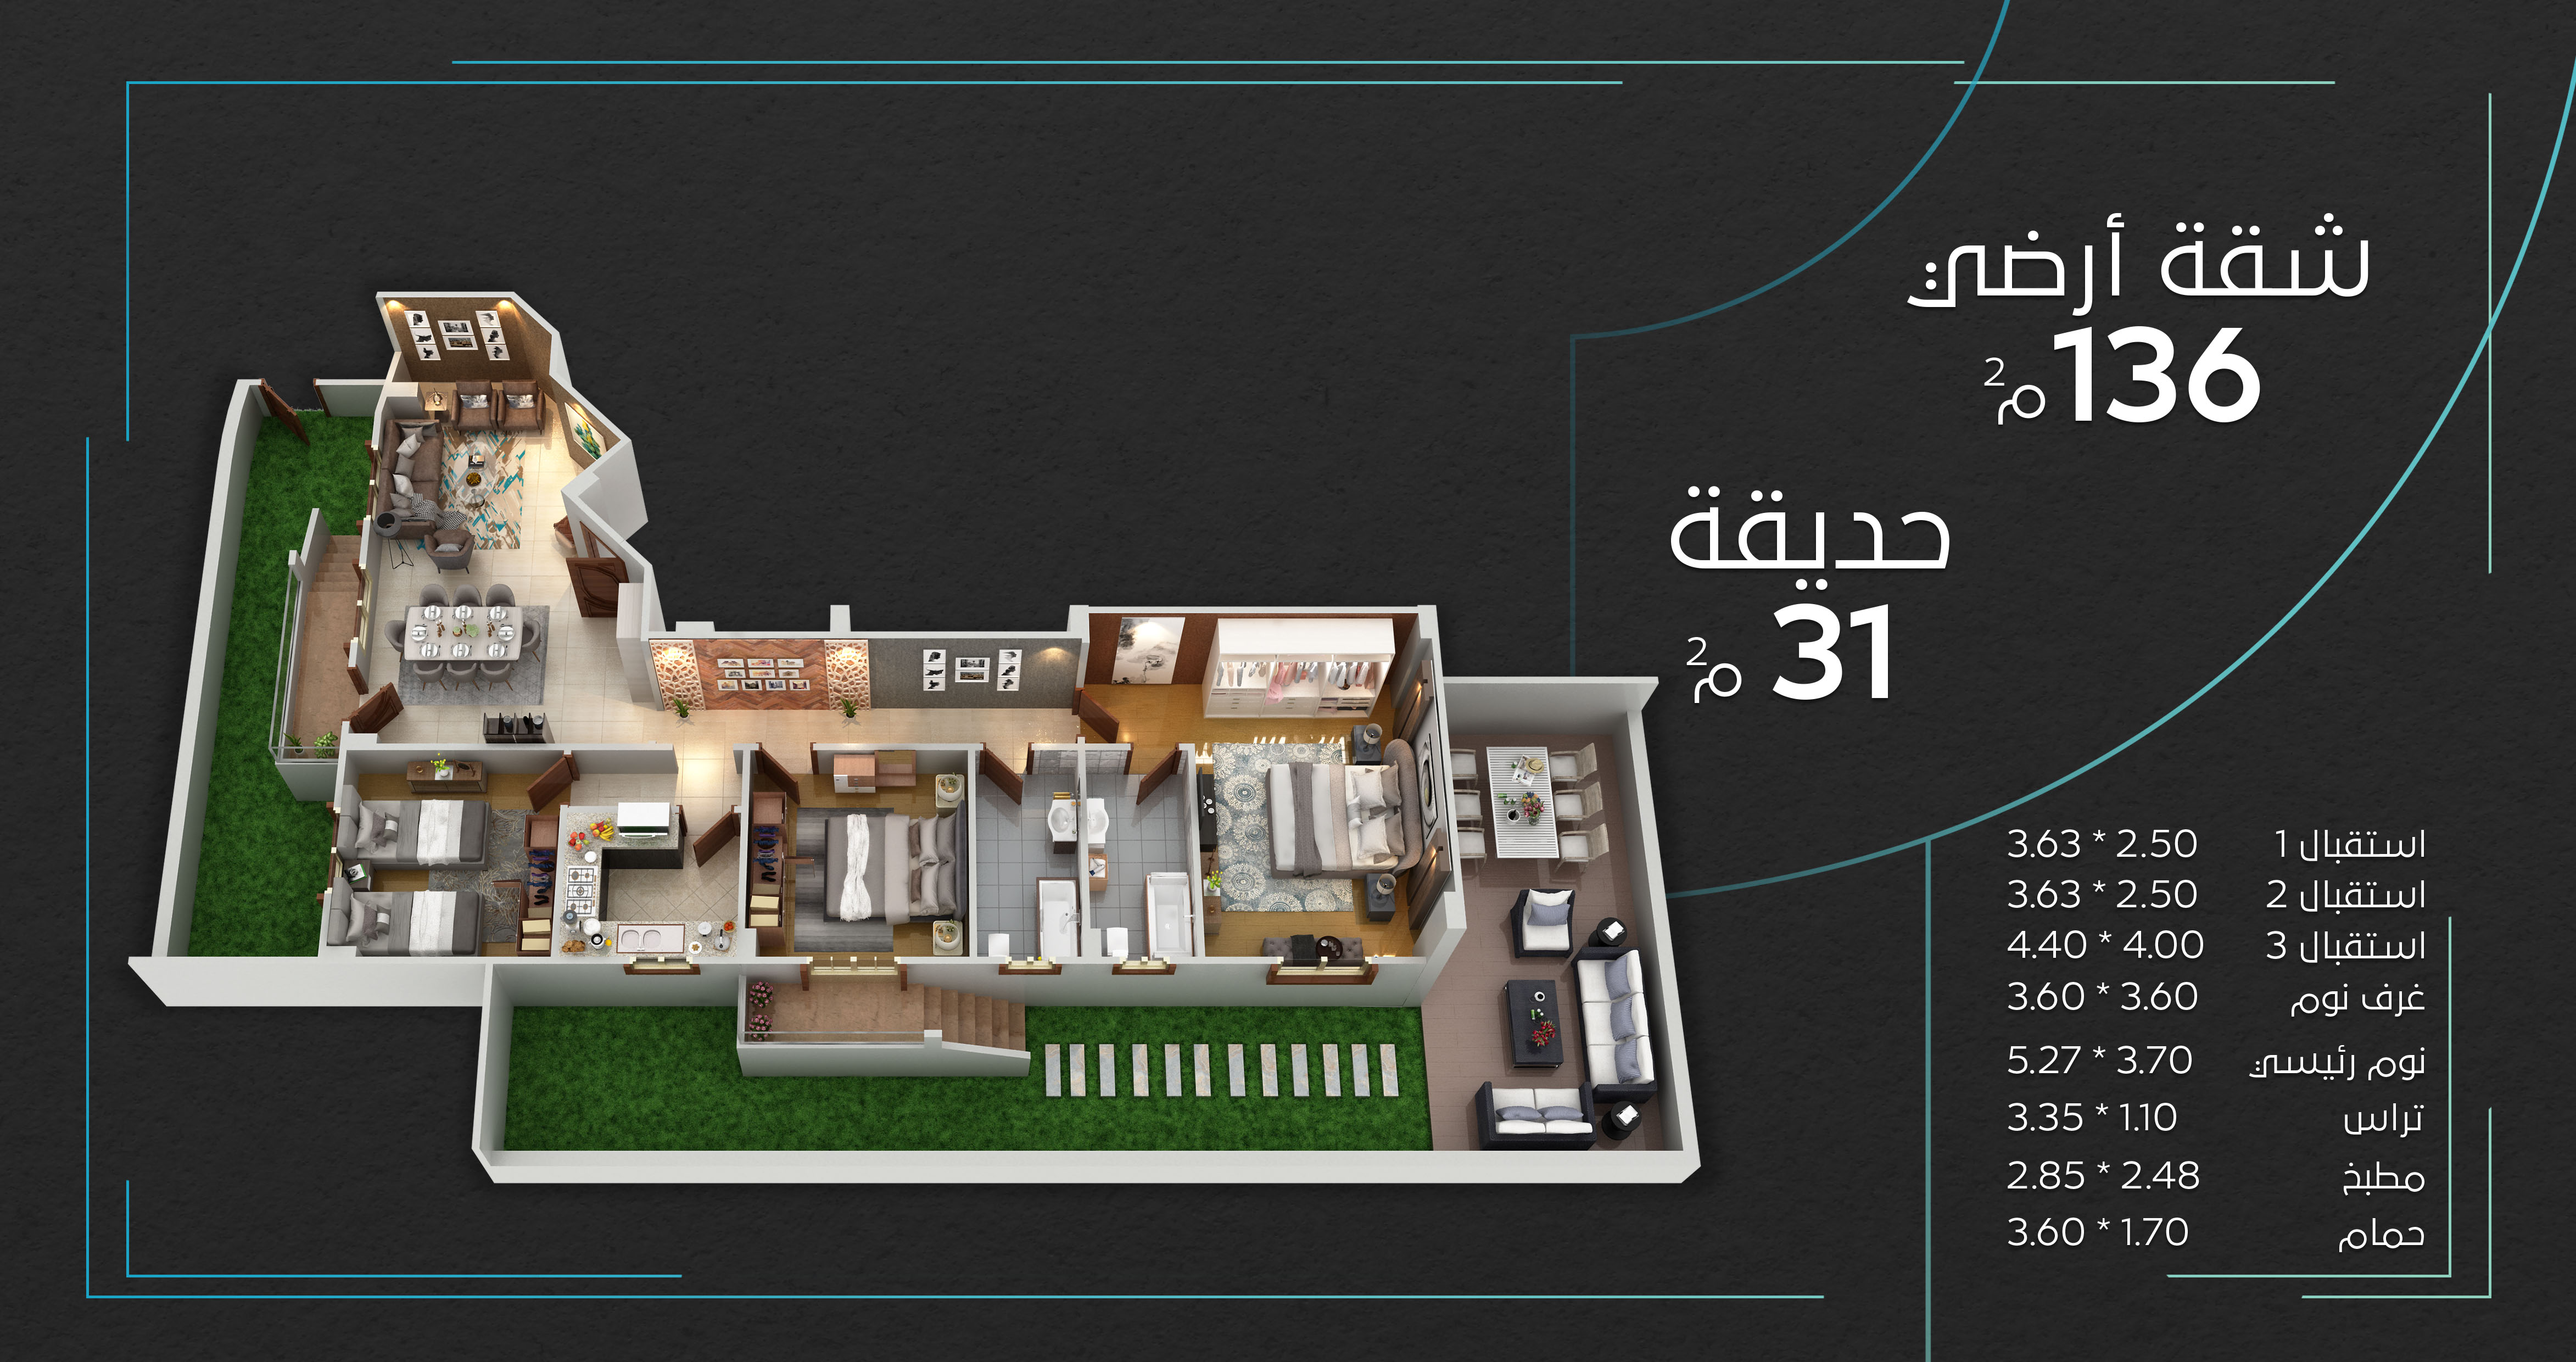 شقة أرضي
136 م2
حديقة
31 م2
استقبال 1 3.63 * 2.50
استقبال 2 3.63 * 2.50
استقبال 3 4.40 * 4.00
غرف نوم 3.60 * 3.60
نوم رئيسي 5.27 * 3.70
تراس 3.35 * 1.10
مطبخ 2.85 * 2.48
حمام 3.60 * 1.70